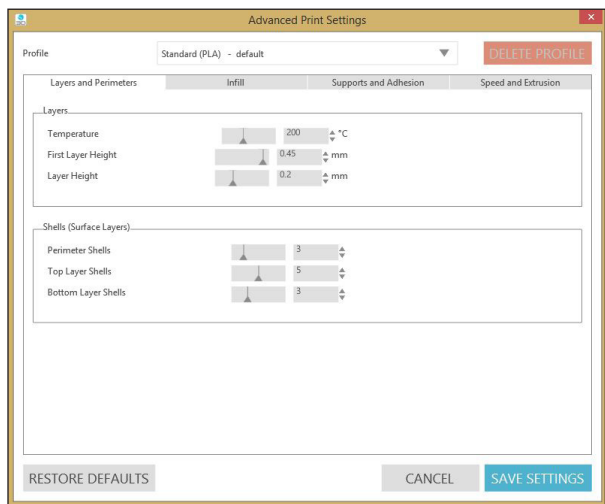 Advanced Print Settings
Profile
Standard (PLA) - default
DELETE PROFILE
Layers and Perimeters
Infill
Supports and Adhesion
Speed and Extrusion
Layers
Temperature 200 °C
First Layer Height 0.45 mm
Layer Height 0.2 mm
Shells (Surface Layers)
Perimeter Shells 3
Top Layer Shells 5
Bottom Layer Shells 3
RESTORE DEFAULTS
CANCEL
SAVE SETTINGS